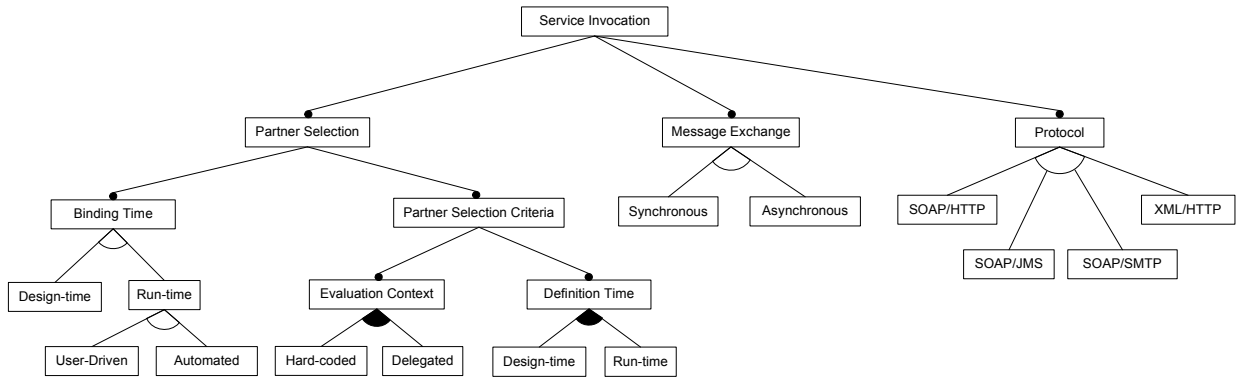 Service Invocation
Partner Selection
Message Exchange
Protocol
Binding Time
Partner Selection Criteria
Synchronous
Asynchronous
SOAP/HTTP
XML/HTTP
SOAP/JMS
SOAP/SMTP
Design-time
Run-time
Evaluation Context
Definition Time
User-Driven
Automated
Hard-coded
Delegated
Design-time
Run-time